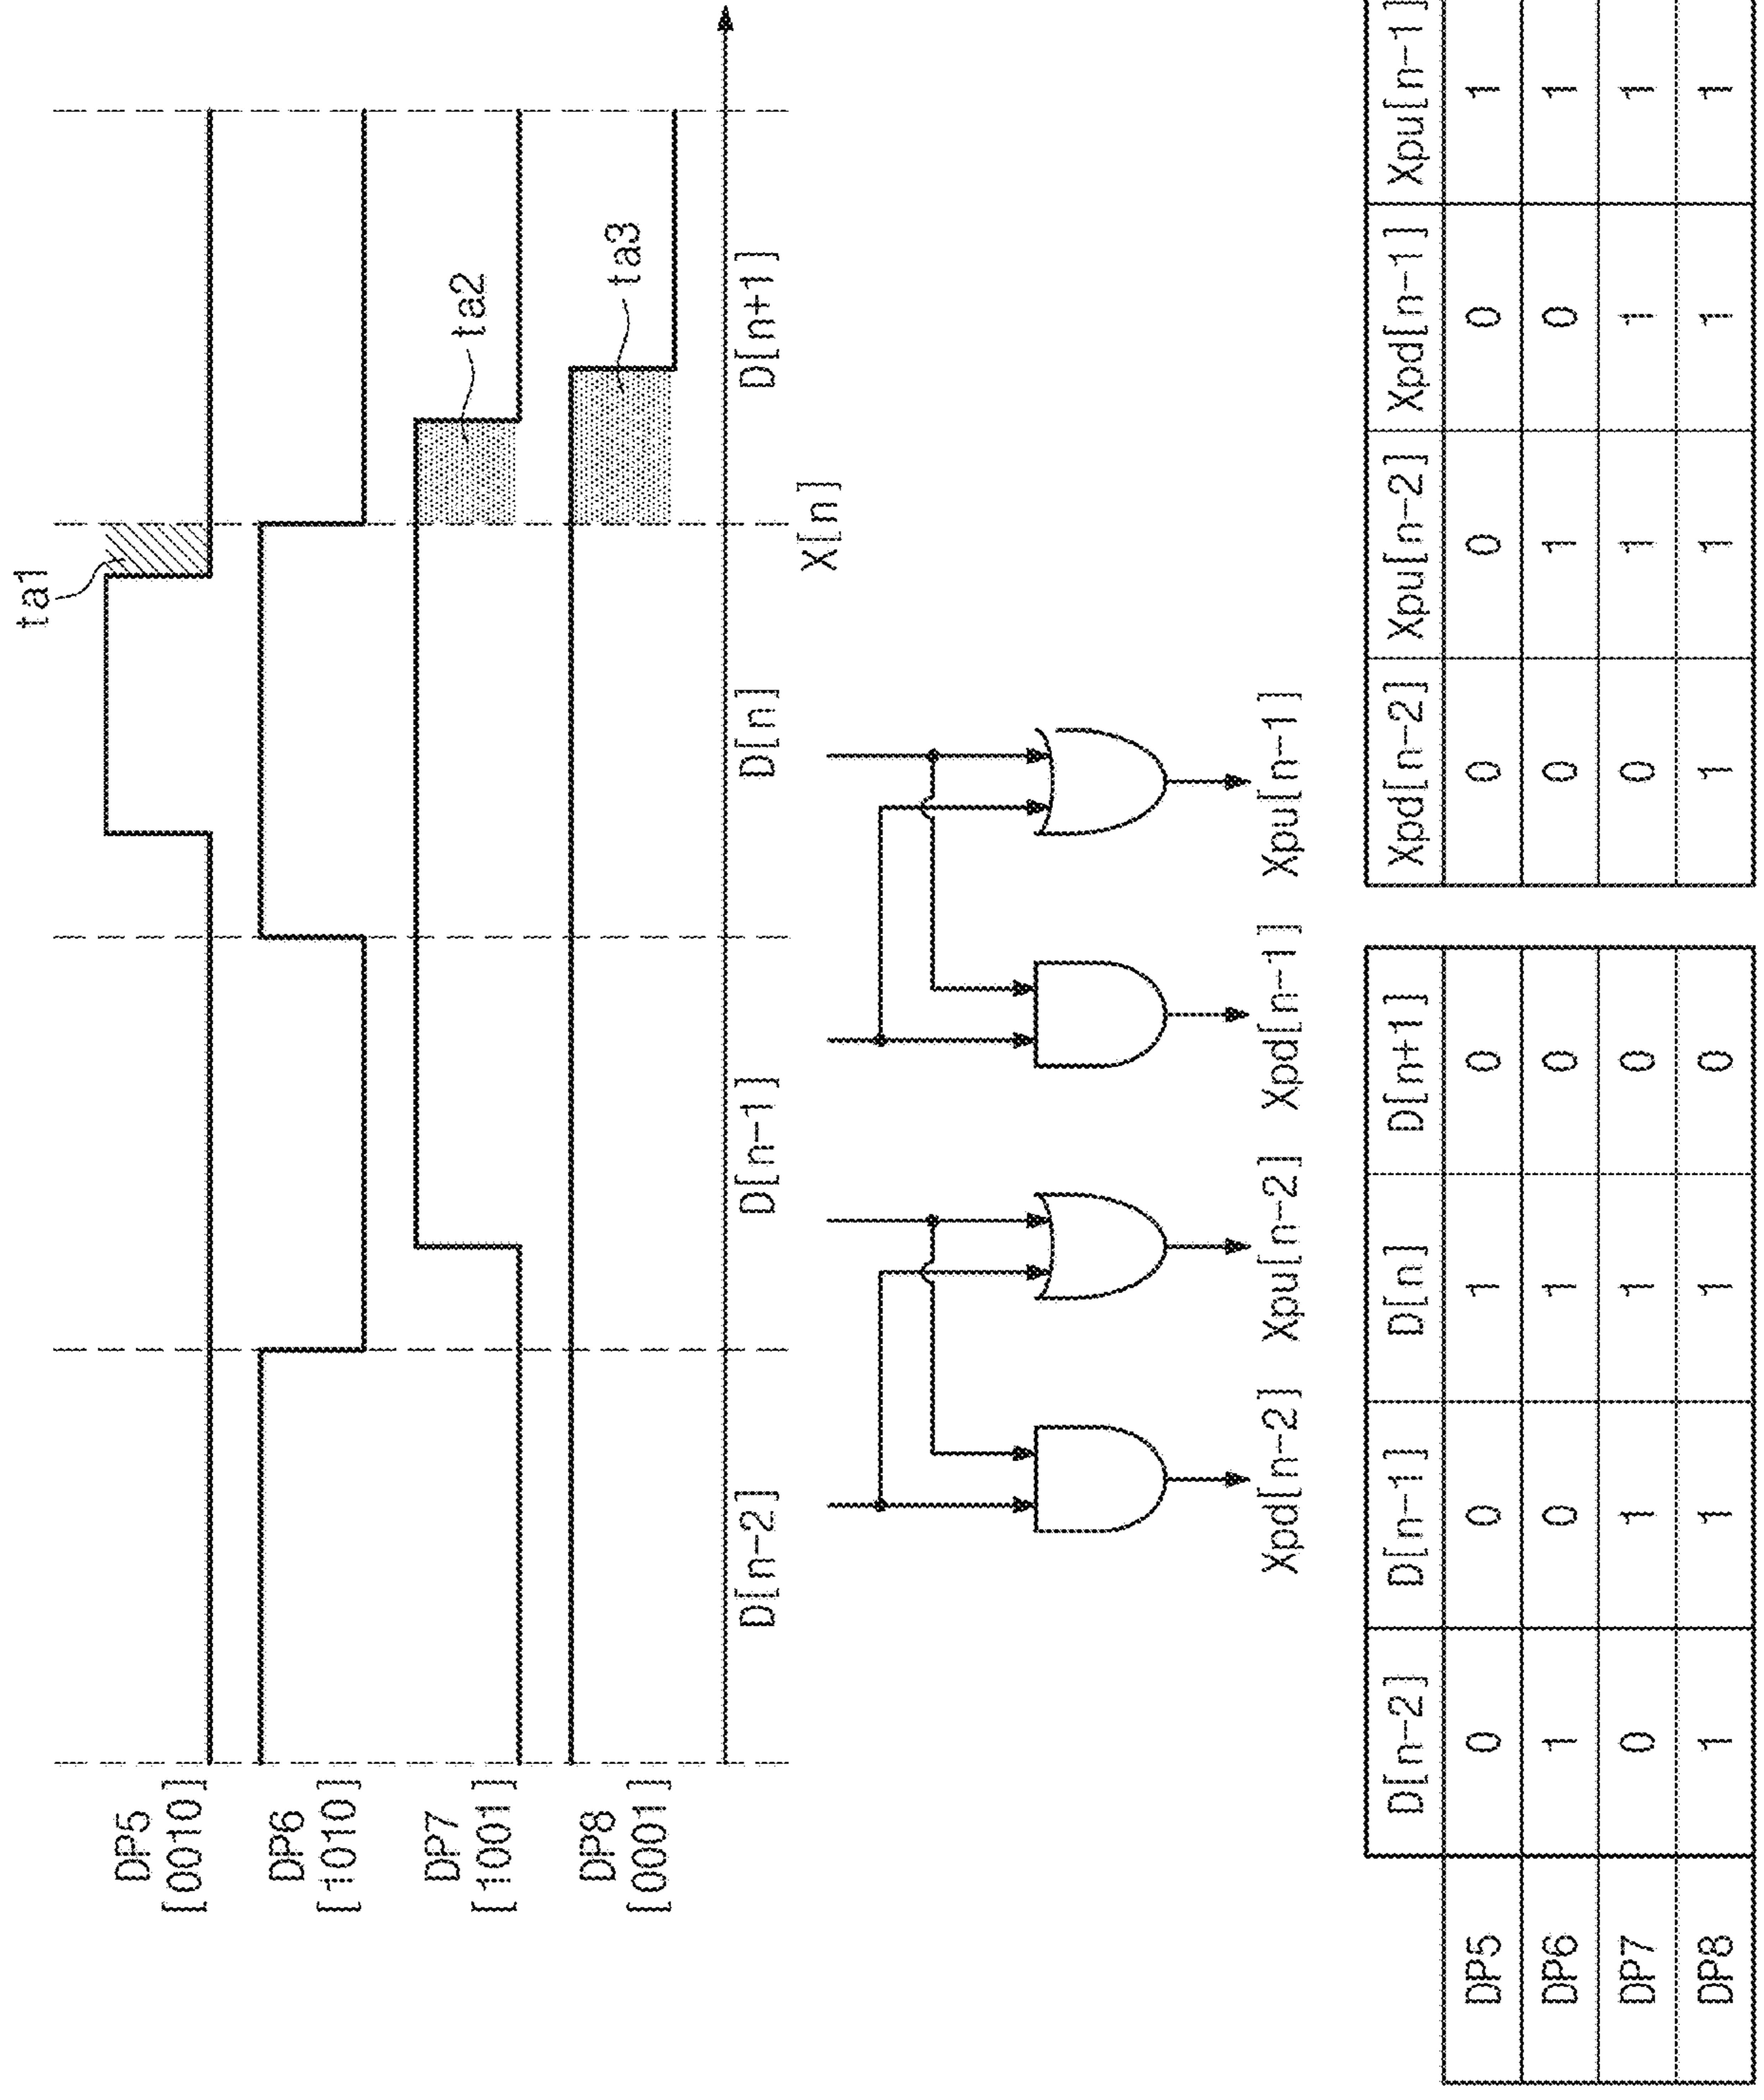 ta1
DP5
[0010]
DP6
[1010]
ta2
DP7
[1001]
ta3
DP8
[0001]
D[n-2] D[n-1] D[n] D[n+1]
X[n]
Xpd[n-2] Xpu[n-2] Xpd[n-1] Xpu[n-1]
D[n-2] D[n-1] D[n] D[n+1] Xpd[n-2] Xpu[n-2] Xpd[n-1] Xpu[n-1]
DP5 0 0 1 0 0 0 0 1
DP6 1 0 1 0 0 1 0 1
DP7 0 1 1 0 0 1 1 1
DP8 1 1 1 0 1 1 1 1